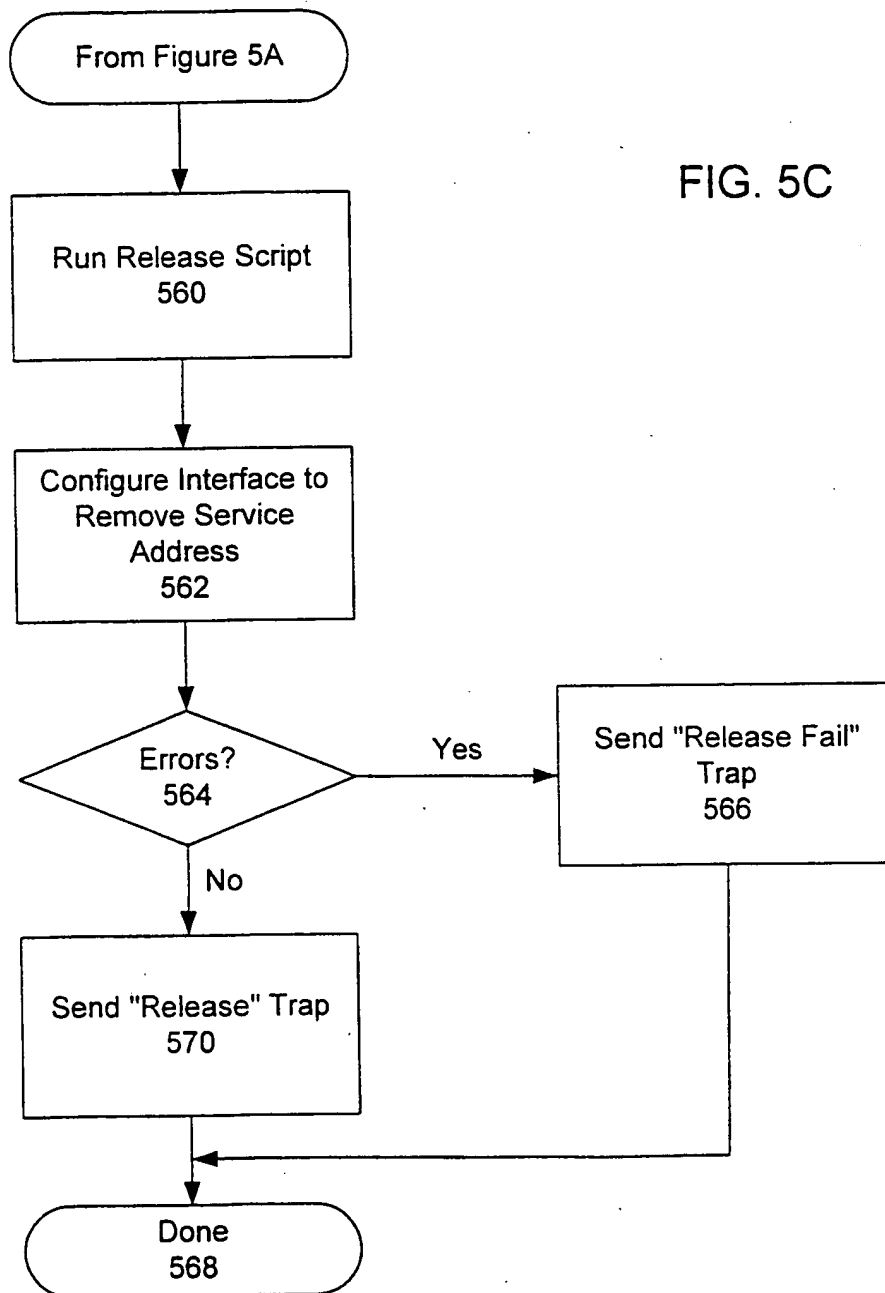 From Figure 5A
FIG. 5C
Run Release Script
560
Configure Interface to
Remove Service
Address
562
Errors?
564
Yes
Send "Release Fail"
Trap
566
No
Send "Release" Trap
570
Done
568